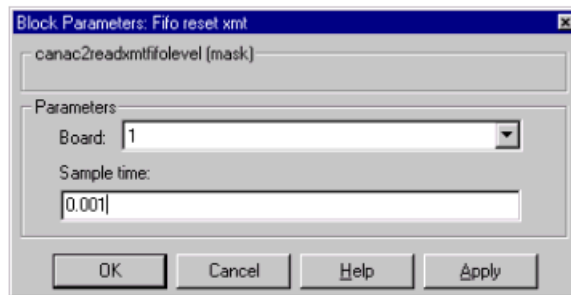 Block Parameters: Fifo reset xmt
canac2readxmtfifolevel (mask)
Parameters
Board: 1
Sample time:
0.001
OK Cancel Help Apply